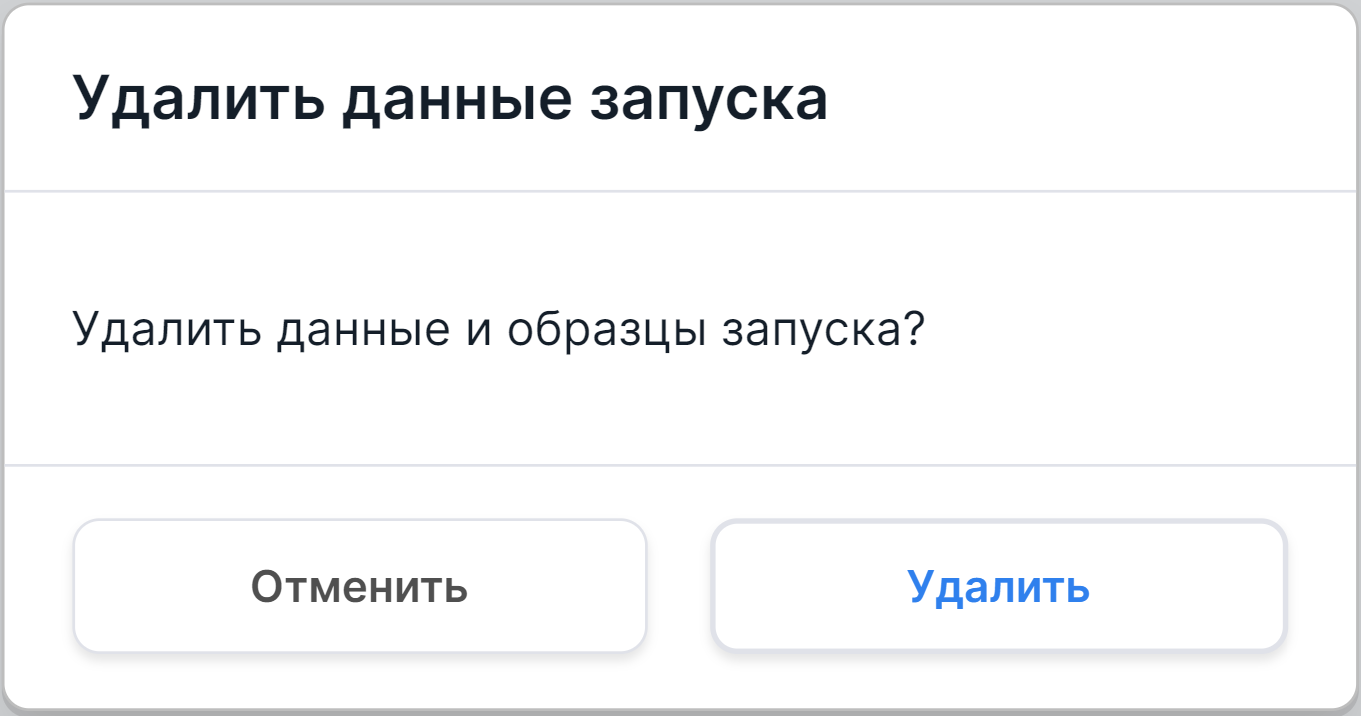 Удалить данные запуска
Удалить данные и образцы запуска?
Отменить
Удалить